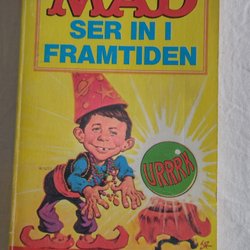 MAD
SER IN I
FRAMTIDEN
URRRK